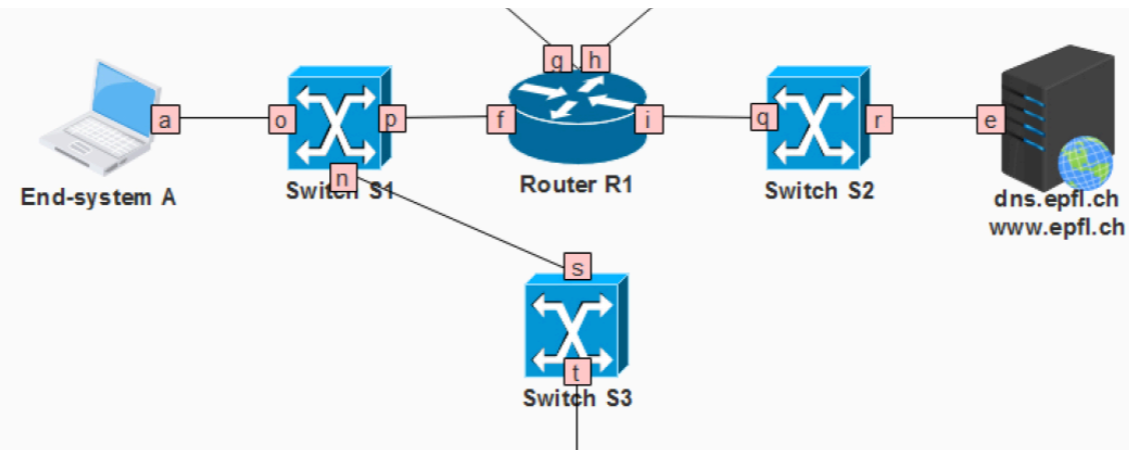 g h
a o p f i q r e
n
End-system A
Switch S1
Router R1
Switch S2
dns.epfl.ch
www.epfl.ch
s
t
Switch S3